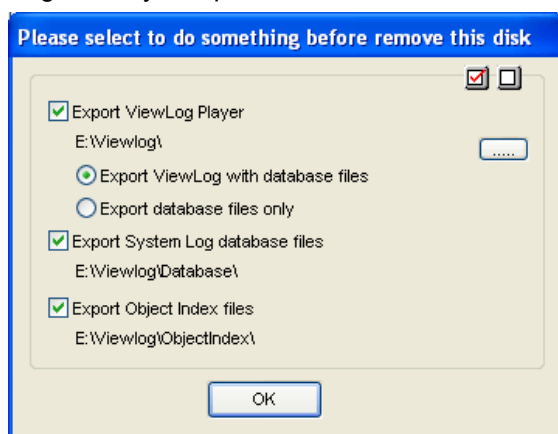 Please select to do something before remove this disk
Export ViewLog Player
E:\Viewlog\
.....
Export ViewLog with database files
Export database files only
Export System Log database files
E:\Viewlog\Database\
Export Object Index files
E:\Viewlog\ObjectIndex\
OK